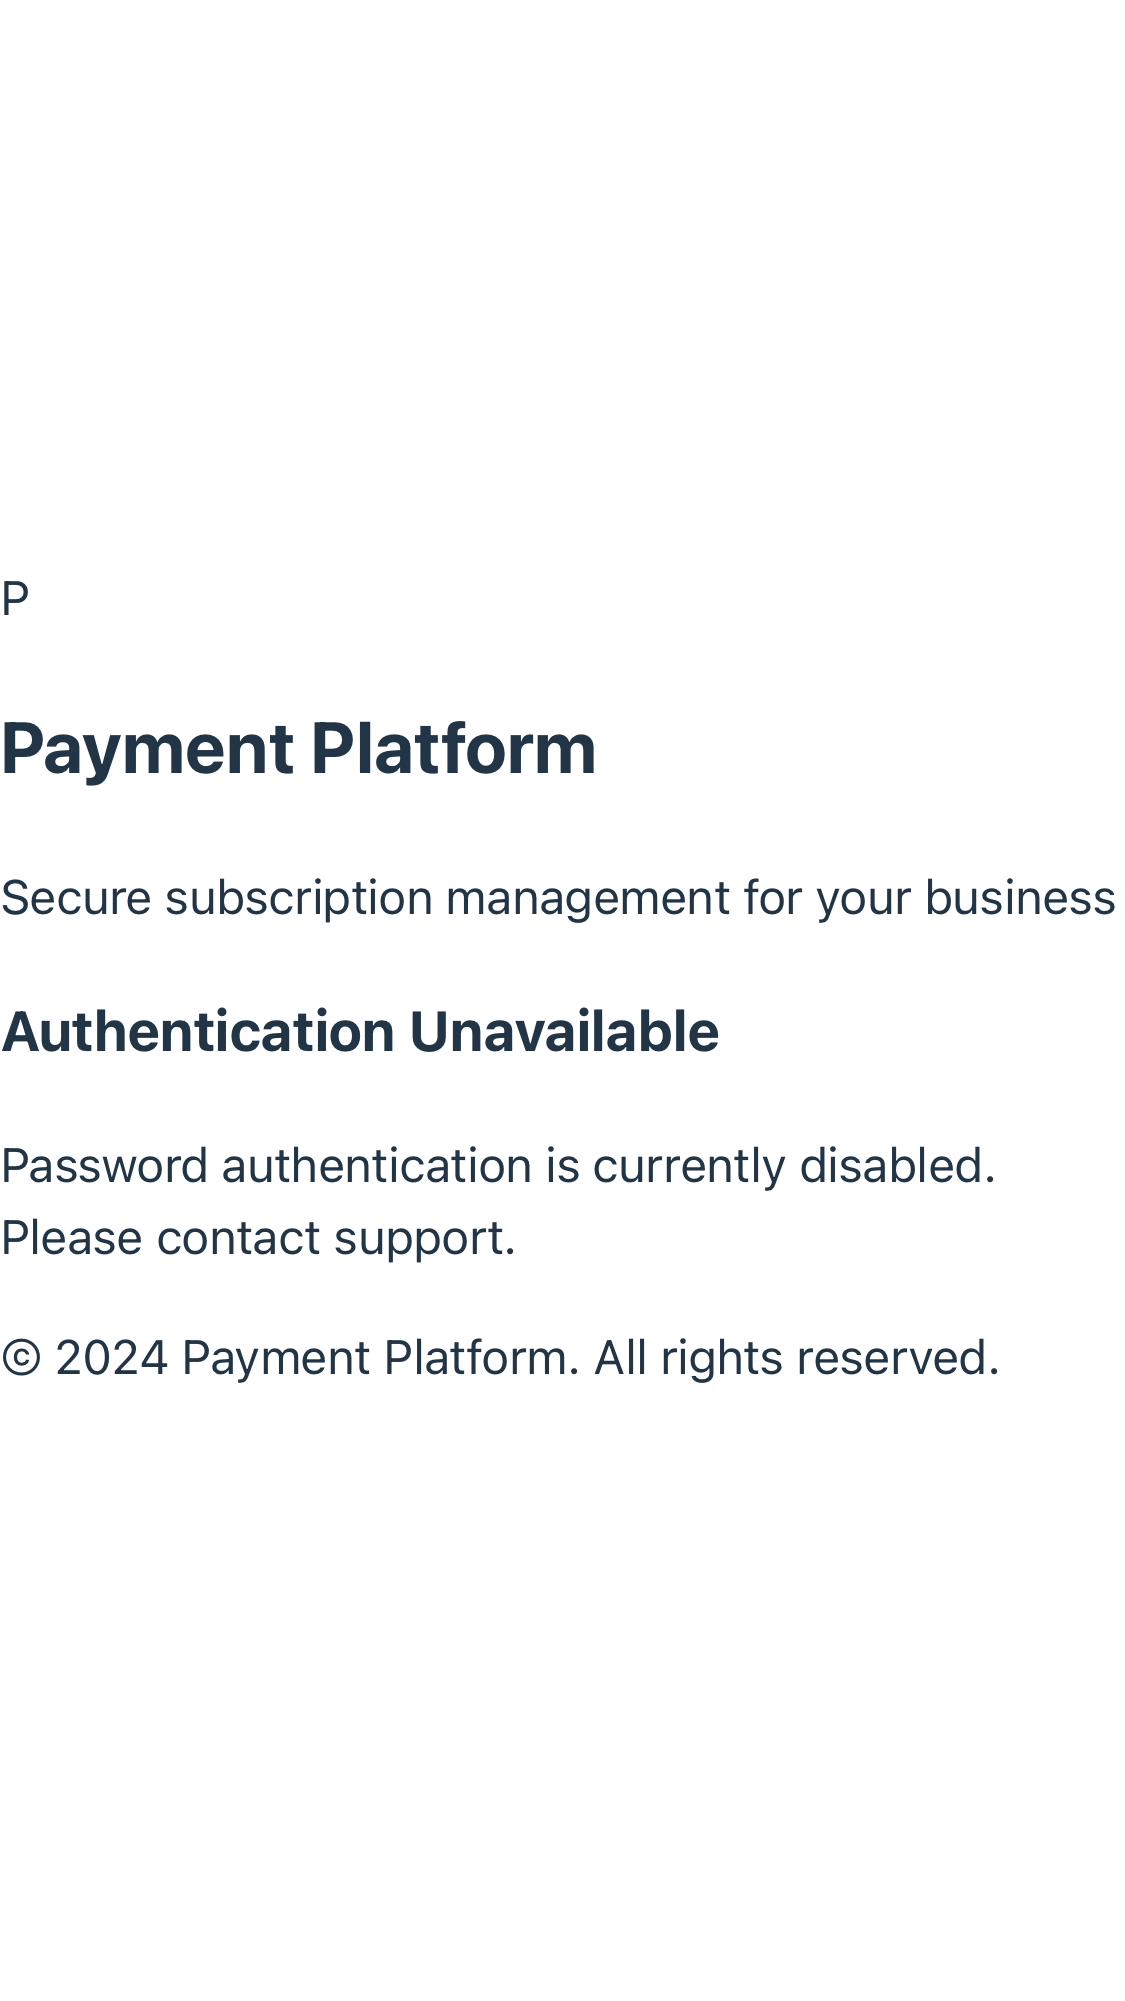 P
Payment Platform
Secure subscription management for your business
Authentication Unavailable
Password authentication is currently disabled.
Please contact support.
© 2024 Payment Platform. All rights reserved.